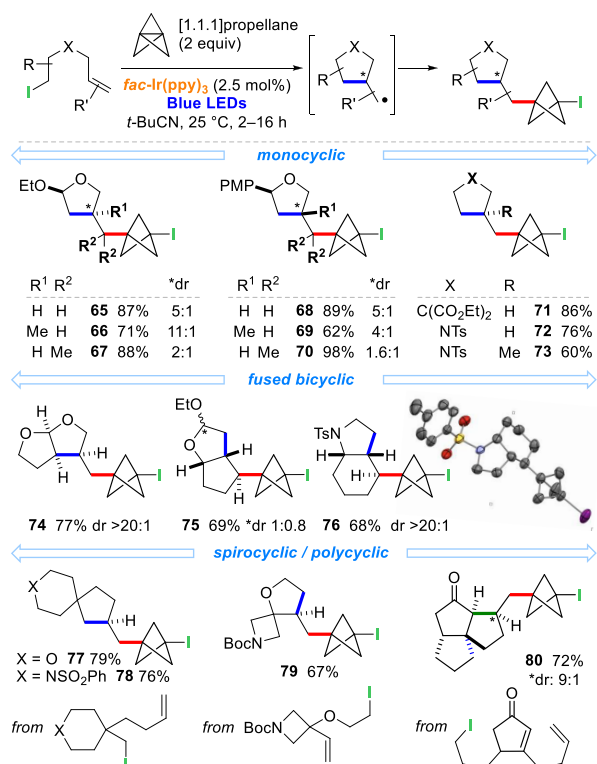 X
R
I
R'
[1.1.1]propellane
(2 equiv)
fac-Ir(ppy)3 (2.5 mol%)
Blue LEDs
t-BuCN, 25 °C, 2–16 h
X
R
*
R'
•
X
R
*
R'
I
monocyclic
EtO
O
*
R1
R2
R2
I
PMP
O
*
R1
R2
R2
I
X
R
I
R1 R2 *dr
H H 65 87% 5:1
Me H 66 71% 11:1
H Me 67 88% 2:1
R1 R2 *dr
H H 68 89% 5:1
Me H 69 62% 4:1
H Me 70 98% 1.6:1
X R
C(CO2Et)2 H 71 86%
NTs H 72 76%
NTs Me 73 60%
fused bicyclic
H
O
O
H
H
I
74 77% dr >20:1
EtO
*
O
H
H
H
I
75 69% *dr 1:0.8
TsN
H
H
H
I
76 68% dr >20:1
spirocyclic / polycyclic
X
H
I
X = O 77 79%
X = NSO2Ph 78 76%
O
H
BocN
I
79 67%
O
H
*
H
H
I
80 72%
*dr: 9:1
from
X
I
from
BocN
O
I
from
I
O